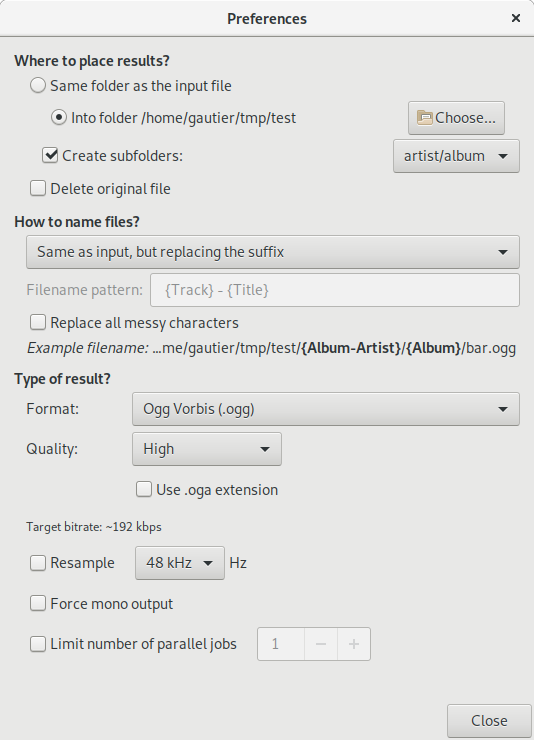 Preferences
Where to place results?
Same folder as the input file
Into folder /home/gautier/tmp/test Choose...
Create subfolders: artist/album
Delete original file
How to name files?
Same as input, but replacing the suffix
Filename pattern: {Track} - {Title}
Replace all messy characters
Example filename: ...me/gautier/tmp/test/{Album-Artist}/{Album}/bar.ogg
Type of result?
Format: Ogg Vorbis (.ogg)
Quality: High
Use .oga extension
Target bitrate: ~192 kbps
Resample 48 kHz Hz
Force mono output
Limit number of parallel jobs 1 − +
Close